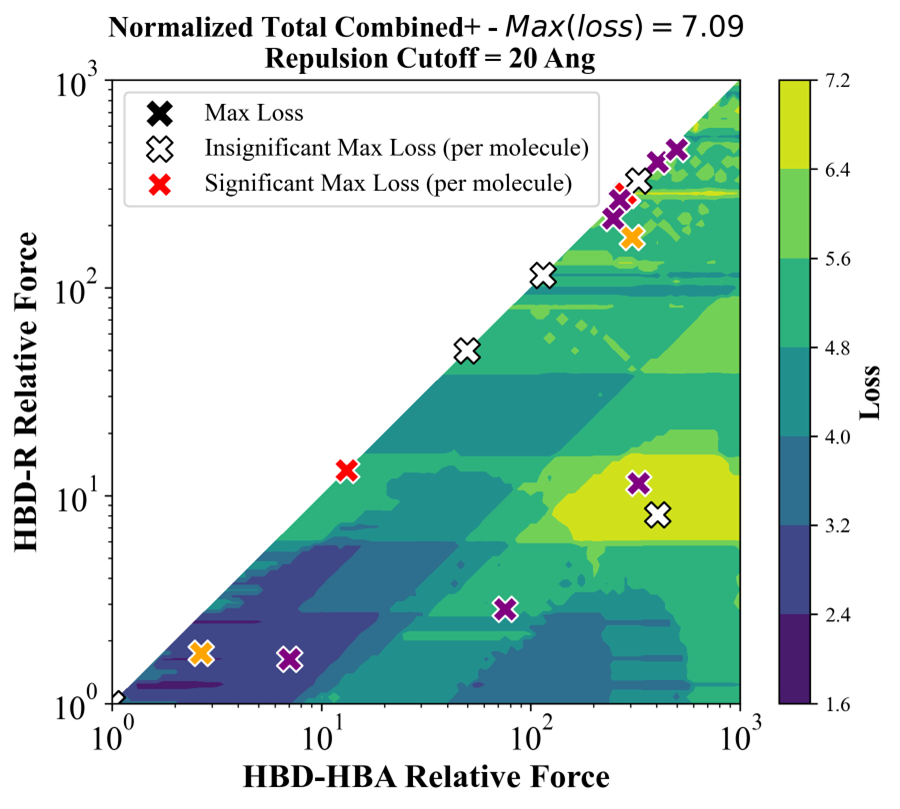 Normalized Total Combined+ - Max(loss) = 7.09
Repulsion Cutoff = 20 Ang
Max Loss
Insignificant Max Loss (per molecule)
Significant Max Loss (per molecule)
HBD-R Relative Force
10³
10²
10¹
10⁰
10⁰ 10¹ 10² 10³
HBD-HBA Relative Force
7.2
6.4
5.6
4.8
4.0
3.2
2.4
1.6
Loss